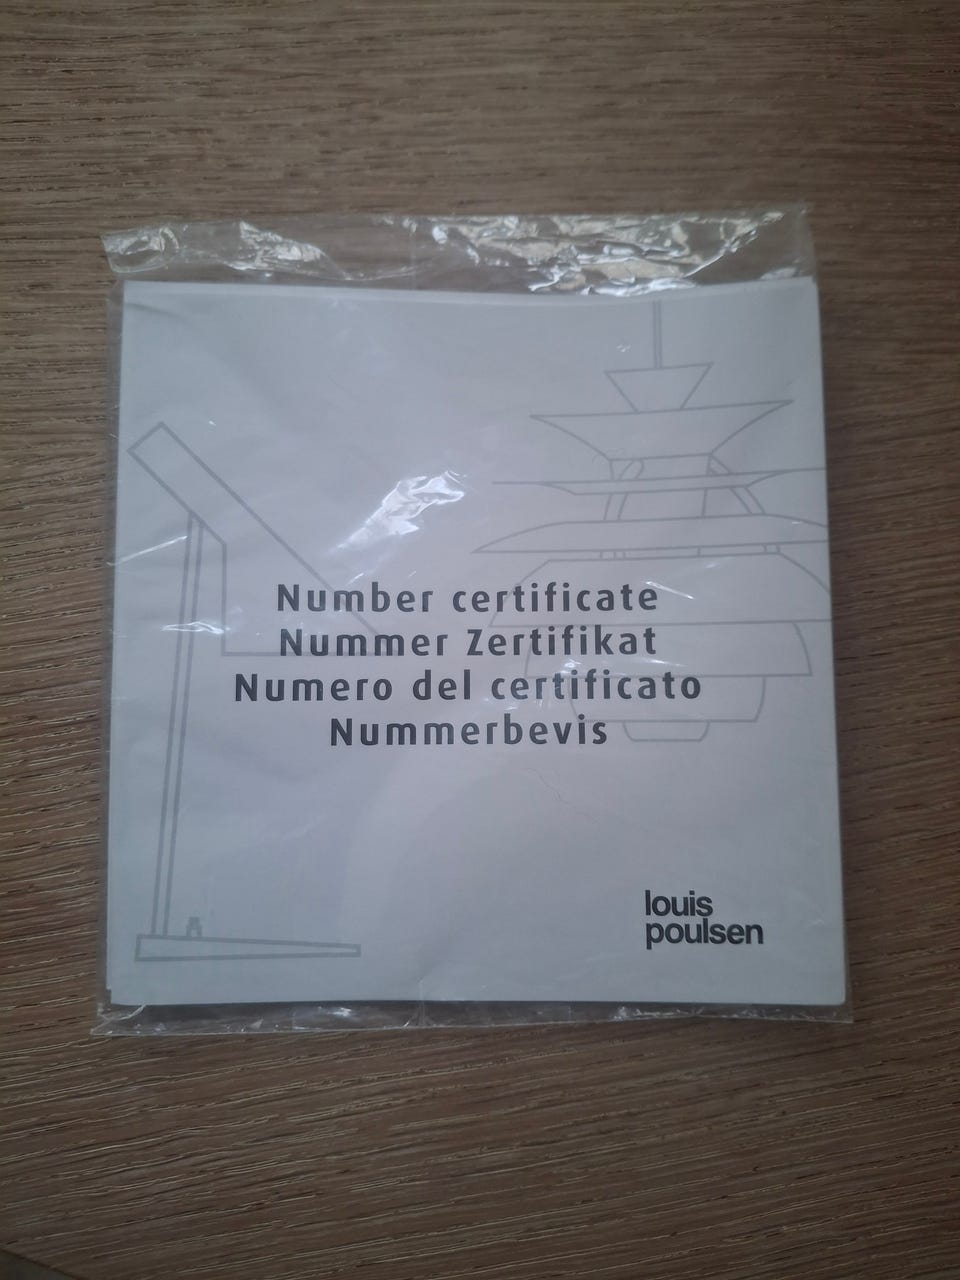 Number certificate
Nummer Zertifikat
Numero del certificato
Nummerbevis
louis
poulsen